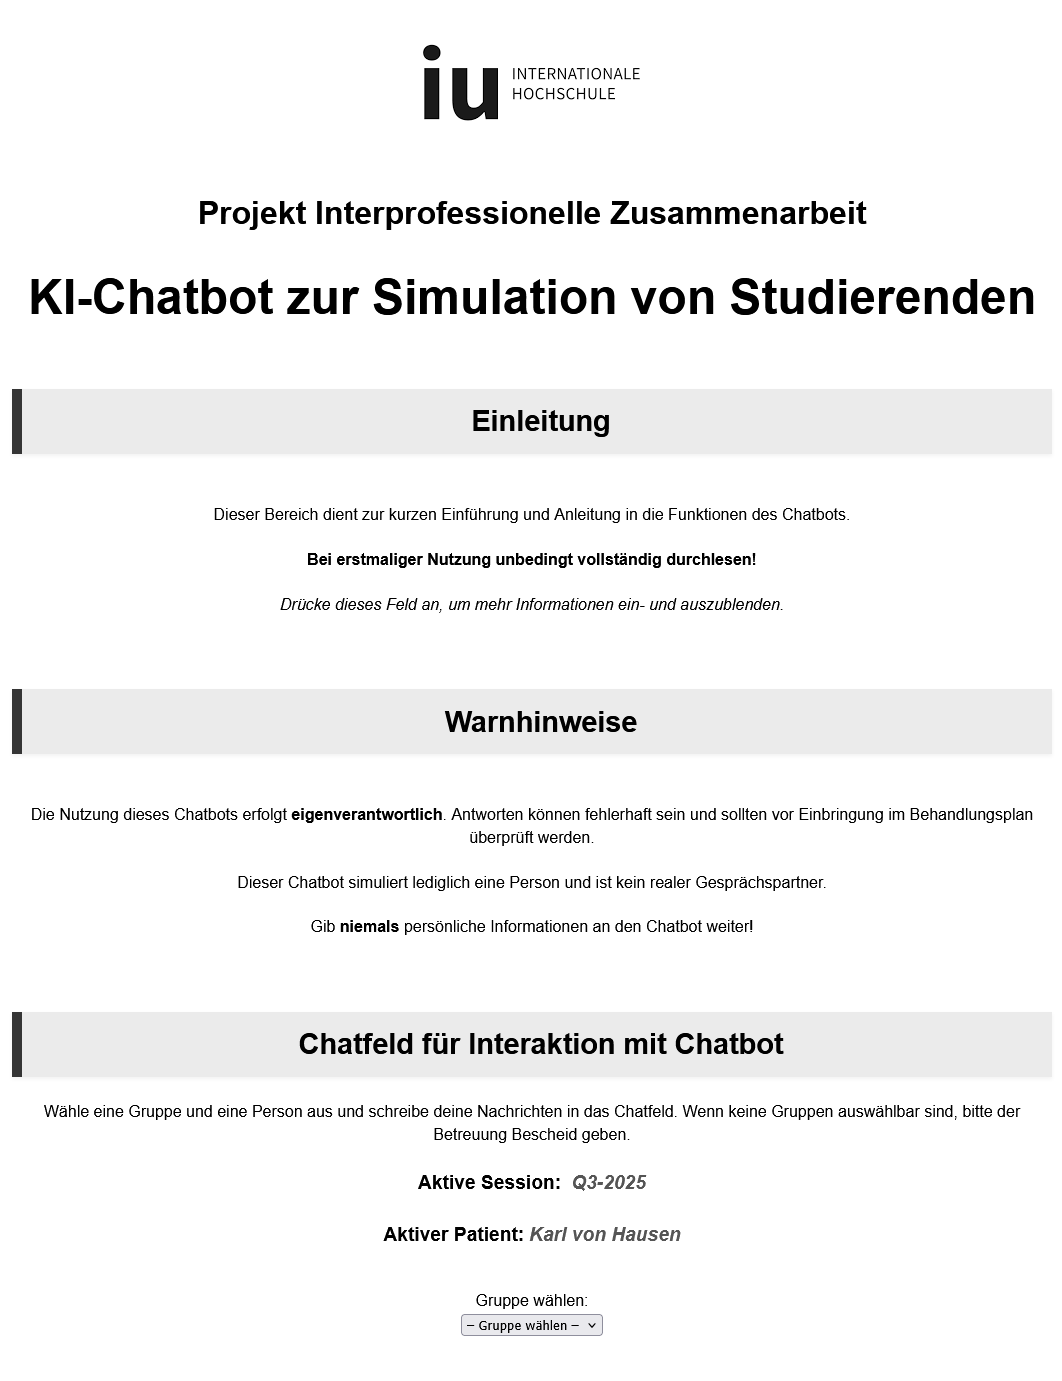 iu INTERNATIONALE
HOCHSCHULE
Projekt Interprofessionelle Zusammenarbeit
KI-Chatbot zur Simulation von Studierenden
Einleitung
Dieser Bereich dient zur kurzen Einführung und Anleitung in die Funktionen des Chatbots.
Bei erstmaliger Nutzung unbedingt vollständig durchlesen!
Drücke dieses Feld an, um mehr Informationen ein- und auszublenden.
Warnhinweise
Die Nutzung dieses Chatbots erfolgt eigenverantwortlich. Antworten können fehlerhaft sein und sollten vor Einbringung im Behandlungsplan
überprüft werden.
Dieser Chatbot simuliert lediglich eine Person und ist kein realer Gesprächspartner.
Gib niemals persönliche Informationen an den Chatbot weiter!
Chatfeld für Interaktion mit Chatbot
Wähle eine Gruppe und eine Person aus und schreibe deine Nachrichten in das Chatfeld. Wenn keine Gruppen auswählbar sind, bitte der
Betreuung Bescheid geben.
Aktive Session: Q3-2025
Aktiver Patient: Karl von Hausen
Gruppe wählen:
– Gruppe wählen –